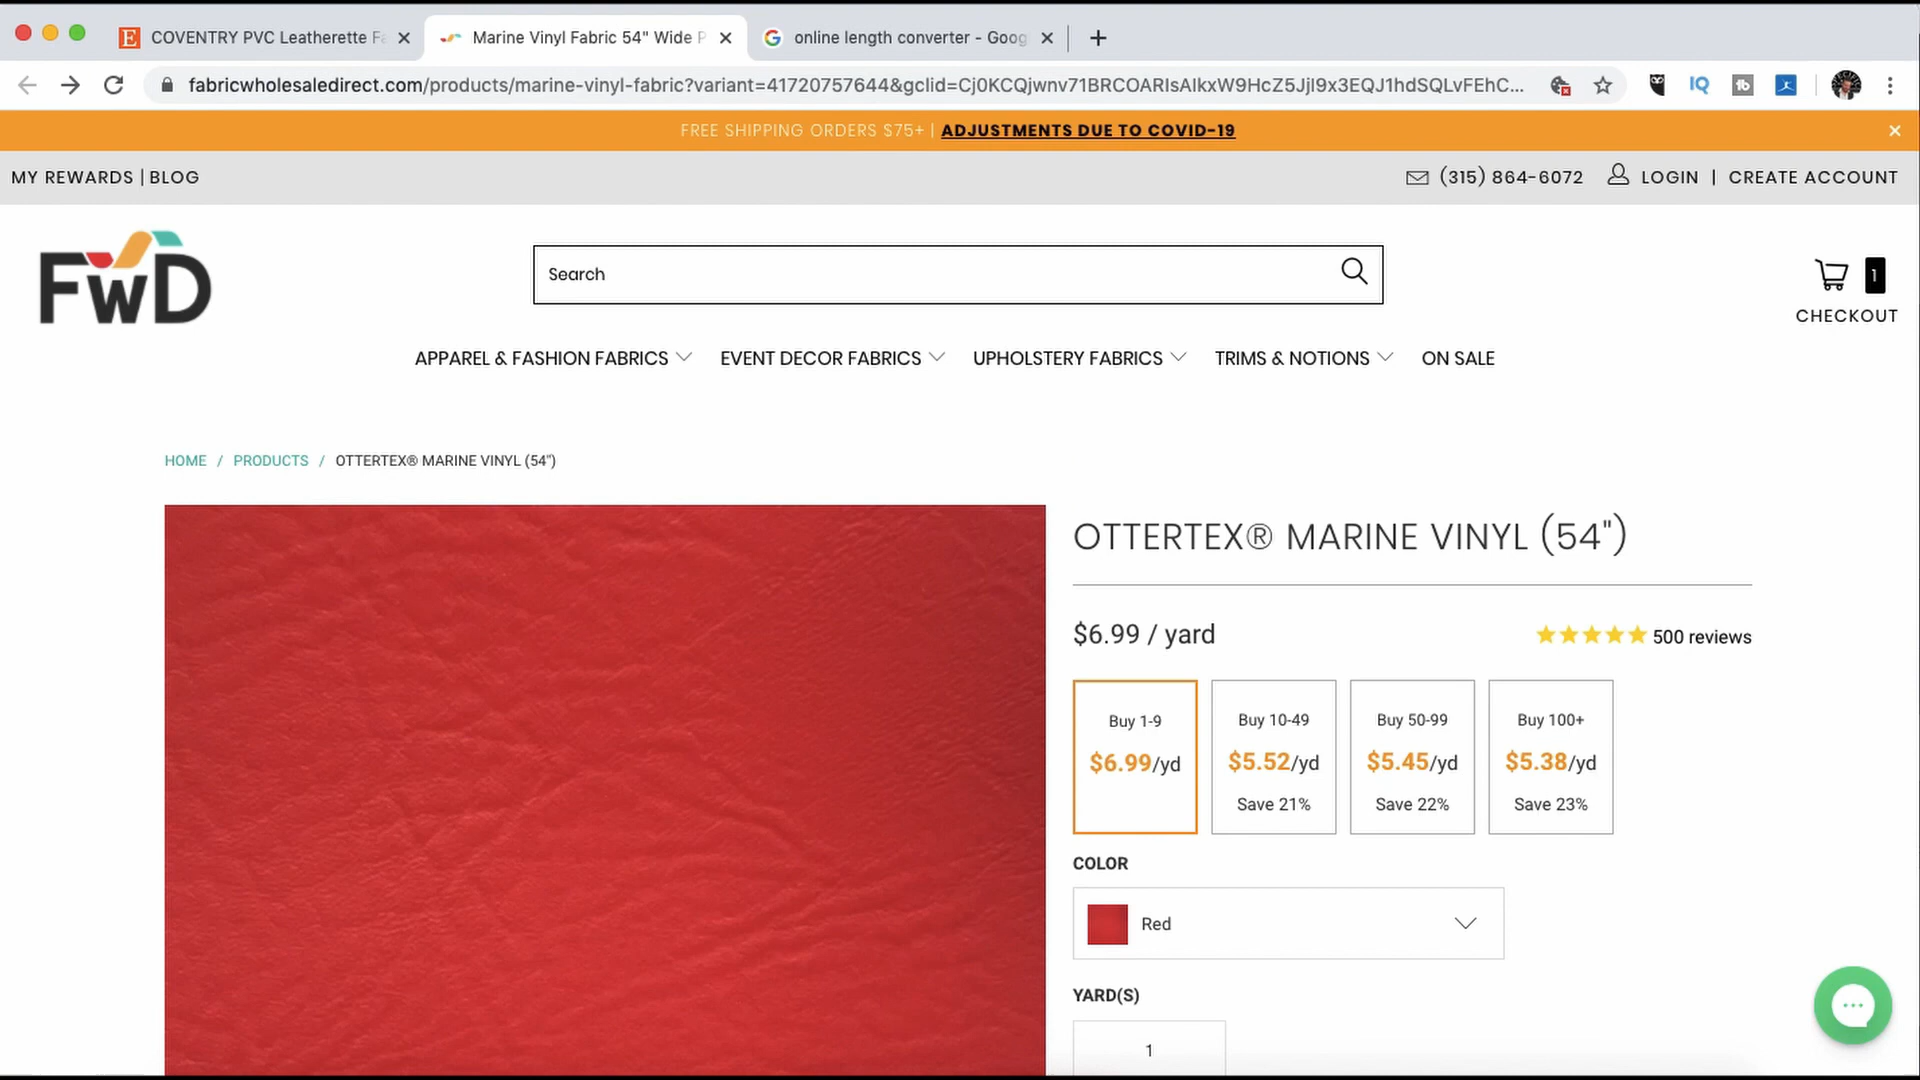 COVENTRY PVC Leatherette Fa
Marine Vinyl Fabric 54" Wide P
online length converter - Goog
fabricwholesaledirect.com/products/marine-vinyl-fabric?variant=41720757644&gclid=Cj0KCQjwnv71BRCOARIsAIkxW9HcZ5JjI9x3EQJ1hdSQLvFEhC...
IQ
tb
FREE SHIPPING ORDERS $75+ | ADJUSTMENTS DUE TO COVID-19
MY REWARDS | BLOG
(315) 864-6072 LOGIN | CREATE ACCOUNT
FWD
Search
1
CHECKOUT
APPAREL & FASHION FABRICS EVENT DECOR FABRICS UPHOLSTERY FABRICS TRIMS & NOTIONS ON SALE
HOME / PRODUCTS / OTTERTEX® MARINE VINYL (54")
OTTERTEX® MARINE VINYL (54")
$6.99 / yard
500 reviews
Buy 1-9 Buy 10-49 Buy 50-99 Buy 100+
$6.99/yd $5.52/yd $5.45/yd $5.38/yd
Save 21% Save 22% Save 23%
COLOR
Red
YARD(S)
1